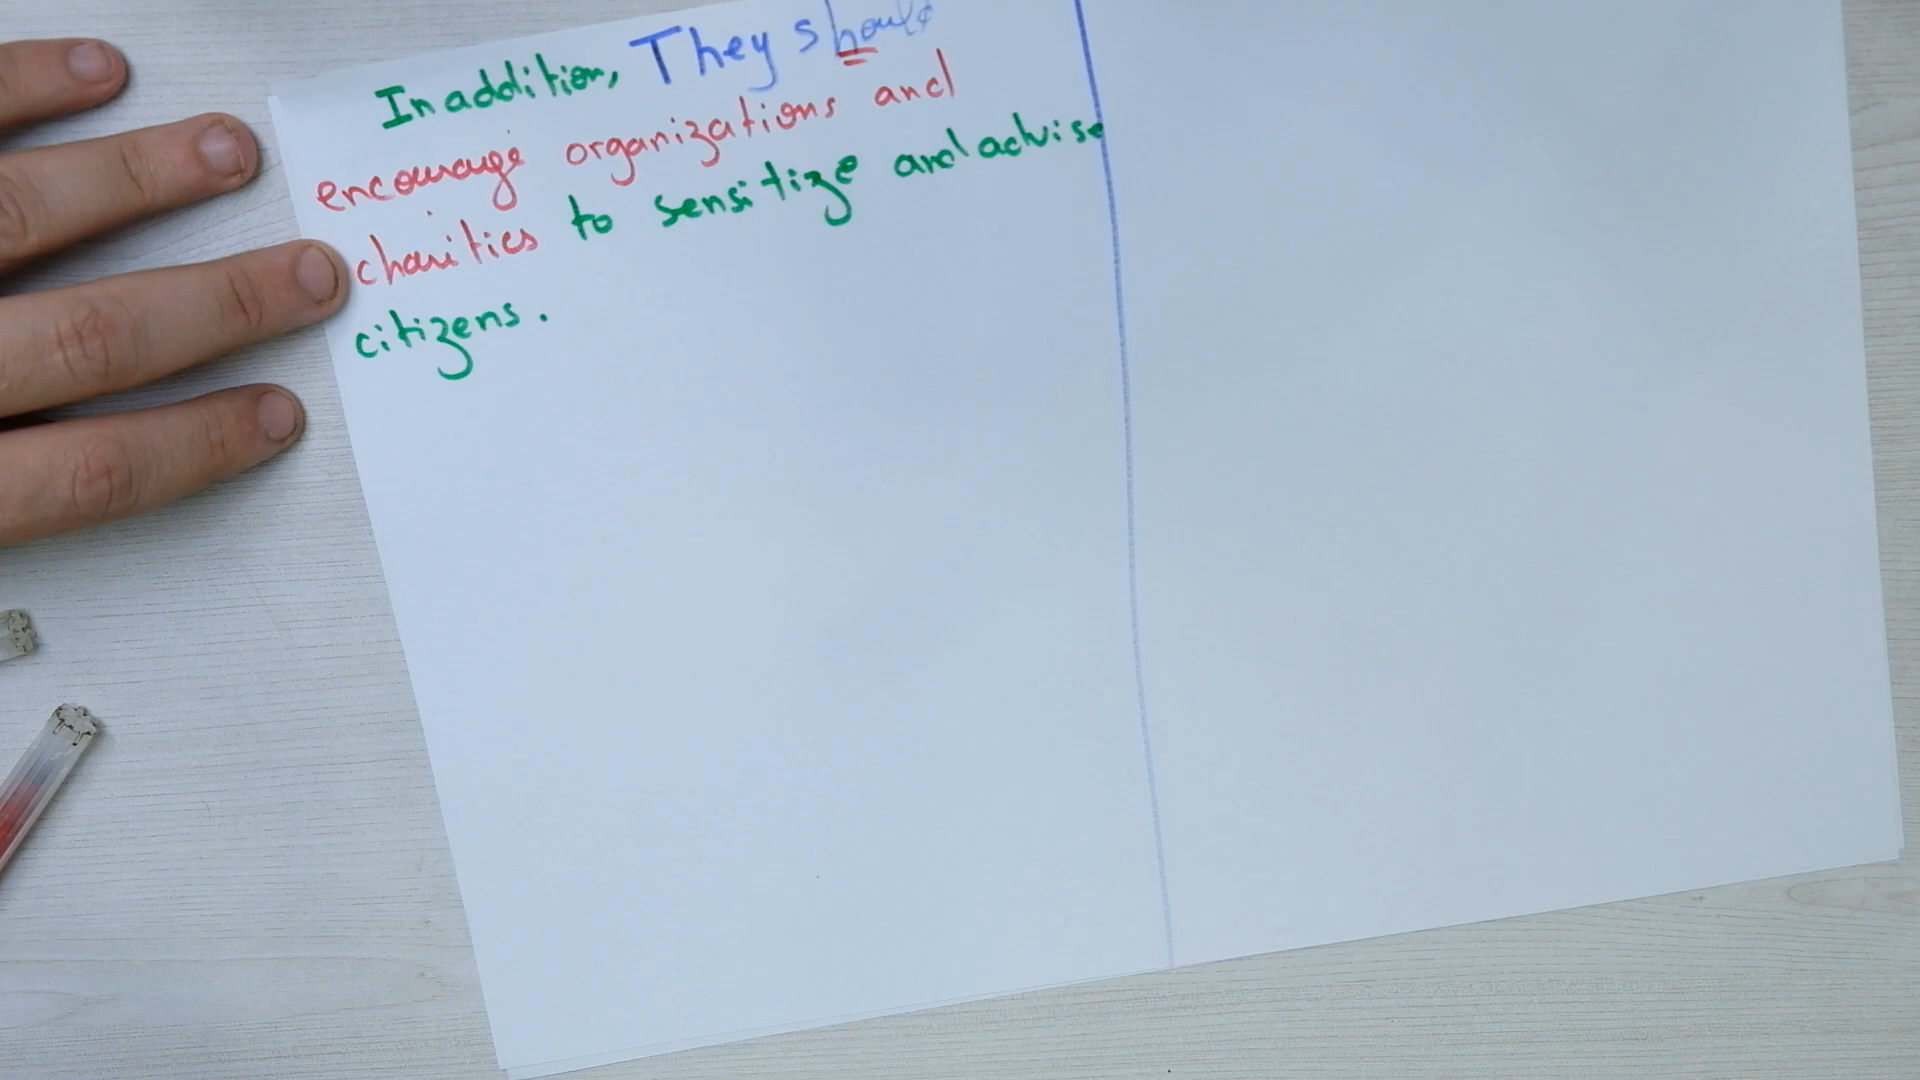 In addition, They should
encourage organizations and
charities to sensitize and advise
citizens.